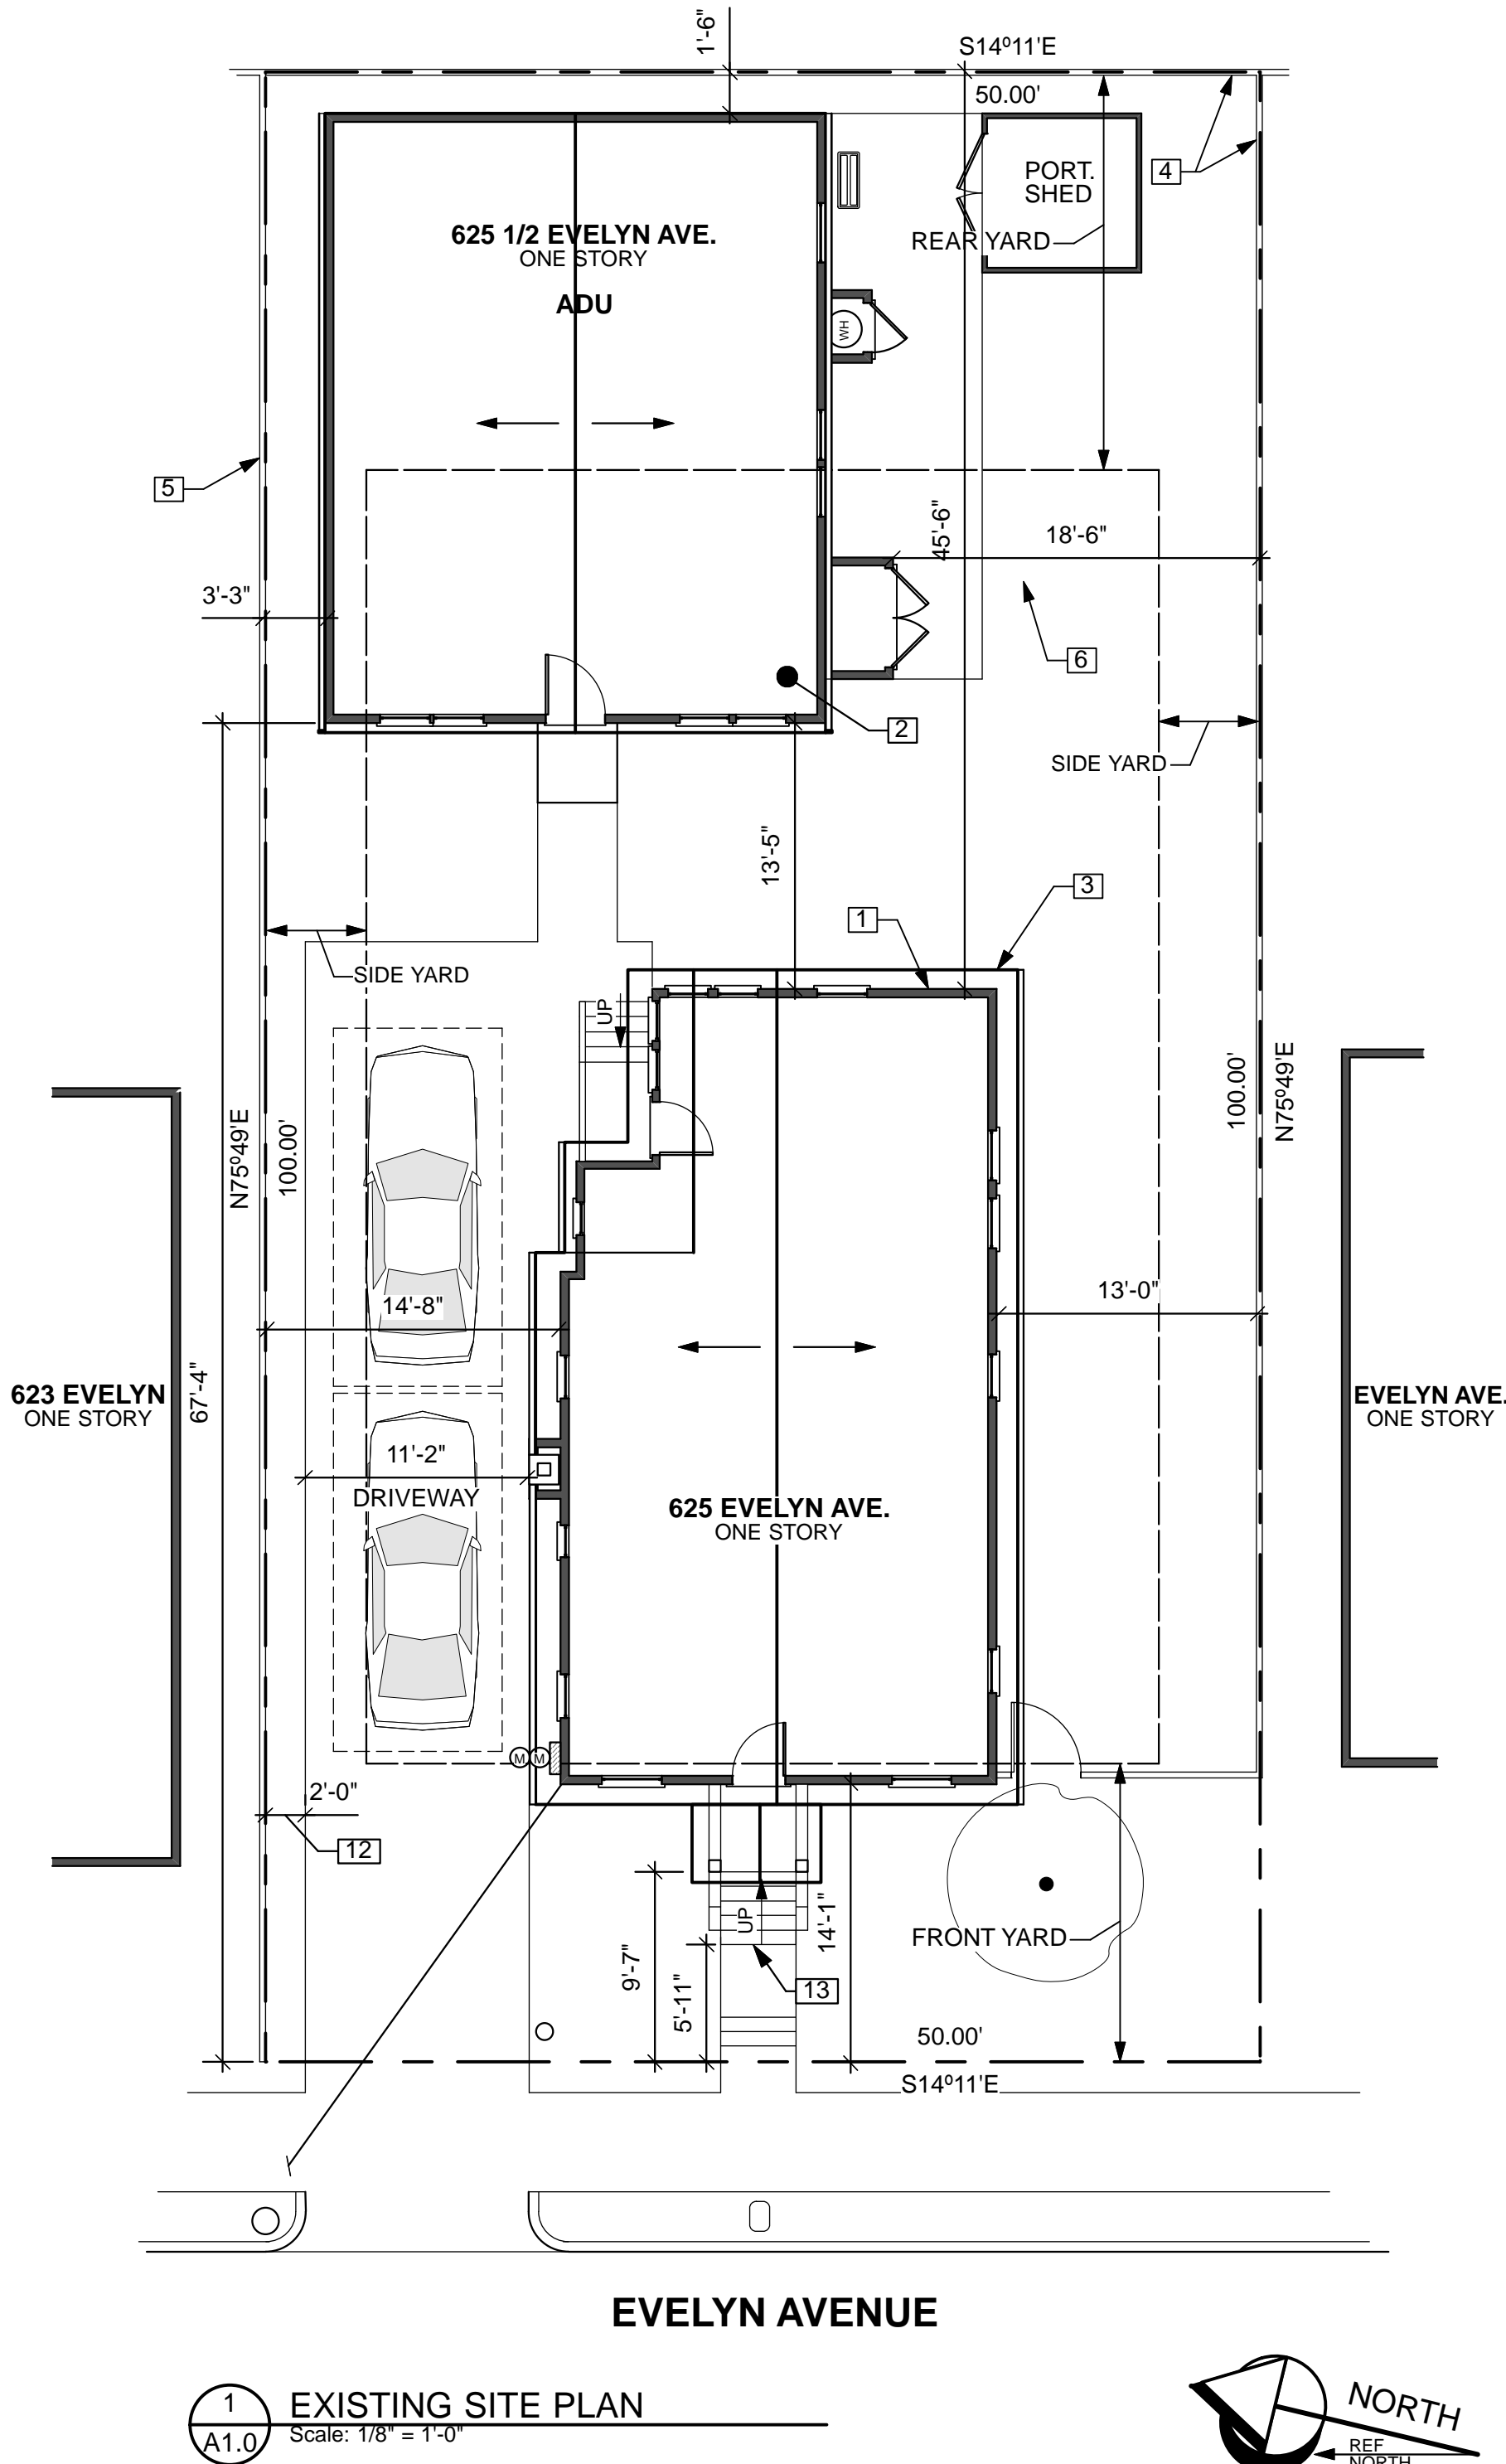 1'-6"
S14º11'E
50.00'
PORT.
SHED
4
REAR YARD
625 1/2 EVELYN AVE.
ONE STORY
ADU
WH
5
45'-6"
18'-6"
3'-3"
6
2
SIDE YARD
13'-5"
3
1
SIDE YARD
UP
N75º49'E
100.00'
100.00'
N75º49'E
13'-0"
14'-8"
67'-4"
623 EVELYN
ONE STORY
EVELYN AVE.
ONE STORY
11'-2"
DRIVEWAY
625 EVELYN AVE.
ONE STORY
M M
2'-0"
12
UP
14'-1"
FRONT YARD
9'-7"
5'-11"
13
50.00'
S14º11'E
EVELYN AVENUE
1
A1.0
EXISTING SITE PLAN
Scale: 1/8" = 1'-0"
NORTH
REF
NORTH